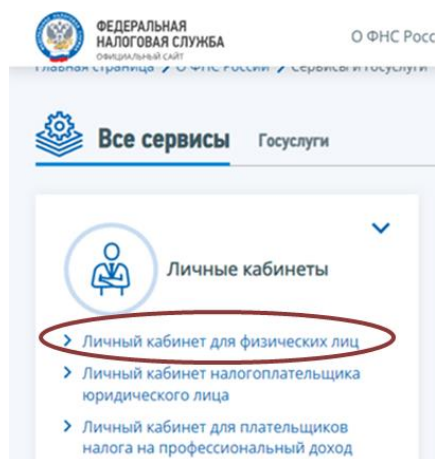 ФЕДЕРАЛЬНАЯ
НАЛОГОВАЯ СЛУЖБА
ОФИЦИАЛЬНЫЙ САЙТ
О ФНС Росс
Главная страница > О ФНС России > Сервисы и госуслуги
Все сервисы Госуслуги
Личные кабинеты
> Личный кабинет для физических лиц
> Личный кабинет налогоплательщика
юридического лица
> Личный кабинет для плательщиков
налога на профессиональный доход